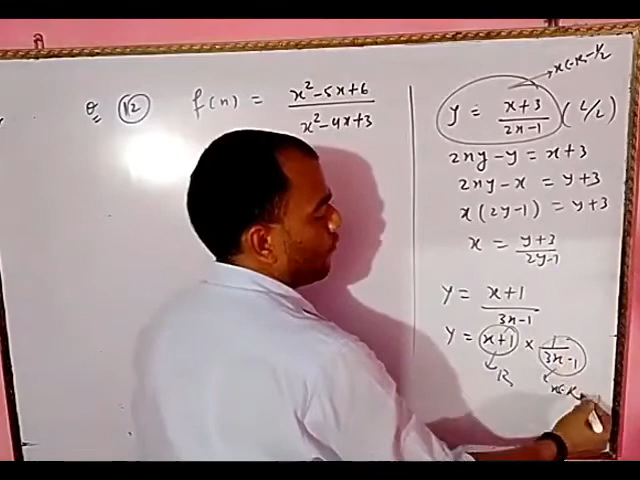 Q 12 f(n) = x²-5x+6 / x²-4x+3
y = x+3 / 2x-1 (L/L)
x∈R-1/2
2xy-y = x+3
2xy-x = y+3
x(2y-1) = y+3
x = y+3 / 2y-1
y = x+1 / 3x-1
y = x+1 × 1 / 3x-1
R
x∈R